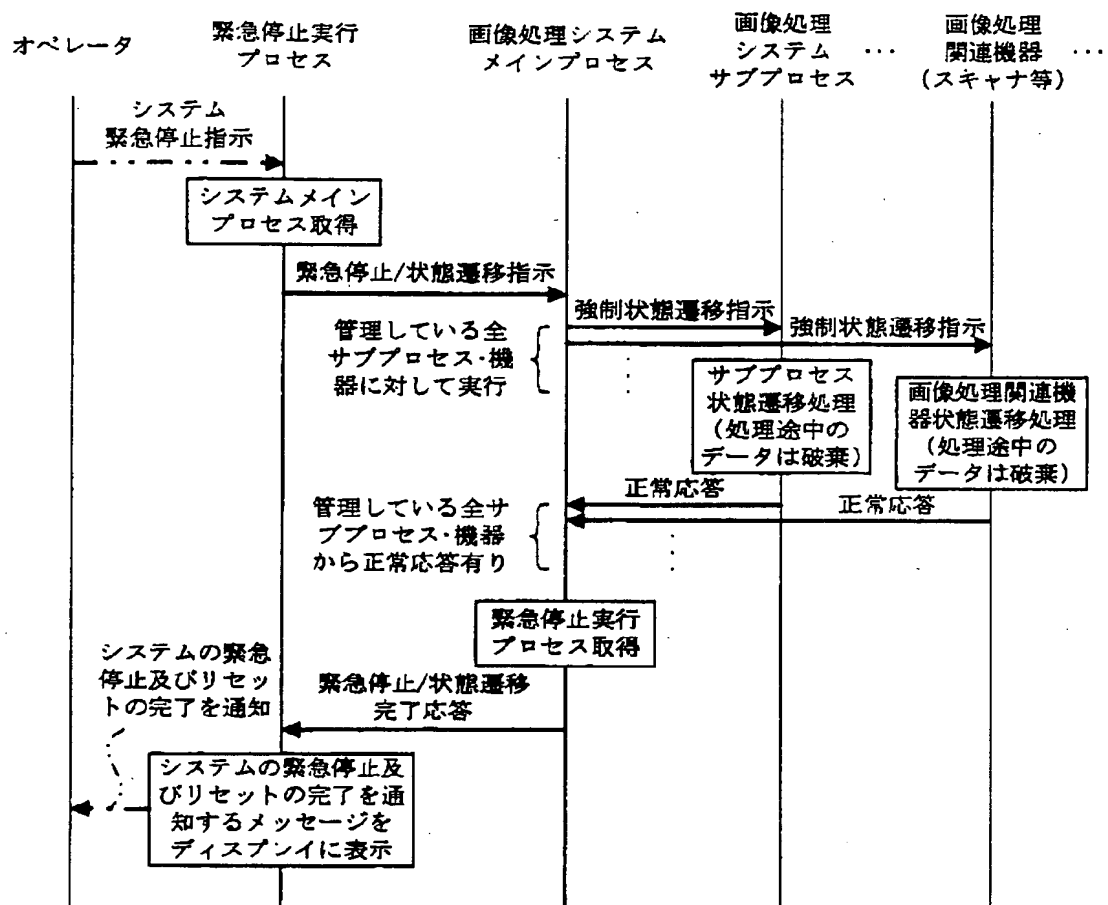 オペレータ
緊急停止実行
プロセス
画像処理システム
メインプロセス
画像処理
システム
サブプロセス
…
画像処理
関連機器
(スキャナ等)
…
システム
緊急停止指示
システムメイン
プロセス取得
緊急停止/状態遷移指示
強制状態遷移指示
強制状態遷移指示
管理している全
サブプロセス・機
器に対して実行
サブプロセス
状態遷移処理
(処理途中の
データは破棄)
画像処理関連機
器状態遷移処理
(処理途中の
データは破棄)
正常応答
正常応答
管理している全サ
ブプロセス・機器
から正常応答有り
緊急停止実行
プロセス取得
システムの緊急
停止及びリセッ
トの完了を通知
緊急停止/状態遷移
完了応答
システムの緊急停止及
びリセットの完了を通
知するメッセージを
ディスプンイに表示